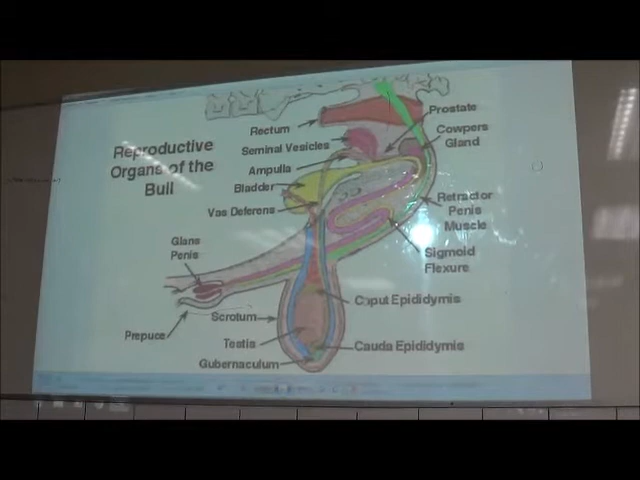 Reproductive
Organs of the
Bull
Rectum
Seminal Vesicles
Ampulla
Bladder
Vas Deferens
Glans
Penis
Prepuce
Scrotum
Testis
Gubernaculum
Prostate
Cowpers
Gland
Retractor
Penis
Muscle
Sigmoid
Flexure
Caput Epididymis
Cauda Epididymis